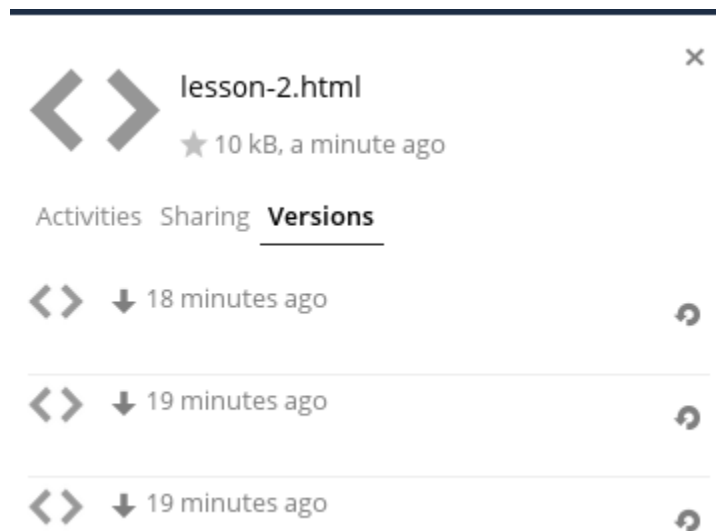 lesson-2.html
10 kB, a minute ago
Activities Sharing Versions
18 minutes ago
19 minutes ago
19 minutes ago